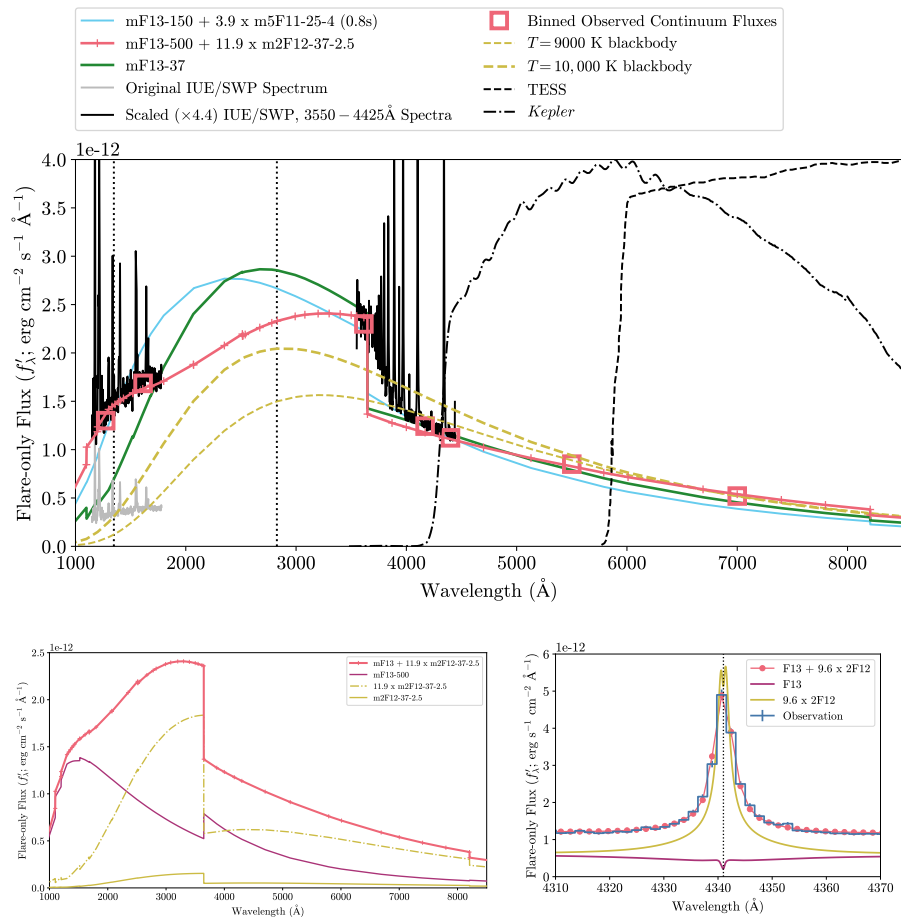 mF13-150 + 3.9 x m5F11-25-4 (0.8s)
mF13-500 + 11.9 x m2F12-37-2.5
mF13-37
Original IUE/SWP Spectrum
Scaled (×4.4) IUE/SWP, 3550 − 4425Å Spectra
Binned Observed Continuum Fluxes
T = 9000 K blackbody
T = 10,000 K blackbody
TESS
Kepler
1e-12
4.0
3.5
3.0
2.5
2.0
1.5
1.0
0.5
0.0
Flare-only Flux (f′λ; erg cm−2 s−1 Å−1)
1000 2000 3000 4000 5000 6000 7000 8000
Wavelength (Å)
1e-12
2.5
2.0
1.5
1.0
0.5
0.0
Flare-only Flux (f′λ; erg cm−2 s−1 Å−1)
mF13 + 11.9 x m2F12-37-2.5
mF13-500
11.9 x m2F12-37-2.5
m2F12-37-2.5
1000 2000 3000 4000 5000 6000 7000 8000
Wavelength (Å)
1e-12
6
5
4
3
2
1
0
Flare-only Flux (f′λ; erg s−1 cm−2 Å−1)
F13 + 9.6 x 2F12
F13
9.6 x 2F12
Observation
4310 4320 4330 4340 4350 4360 4370
Wavelength (Å)